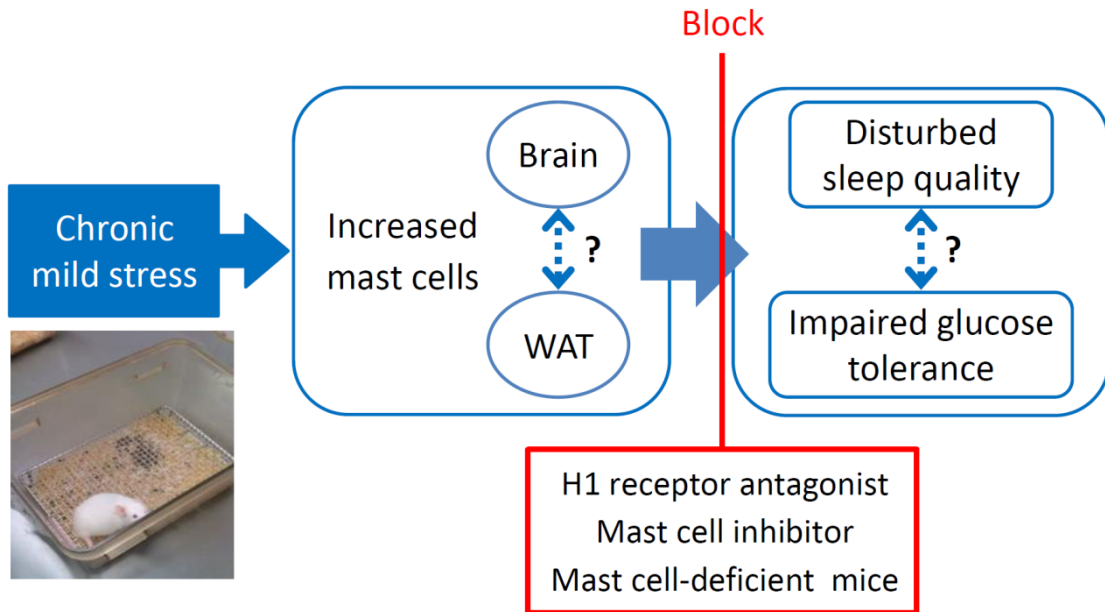 Block
Chronic
mild stress
Increased
mast cells
Brain
?
WAT
Disturbed
sleep quality
?
Impaired glucose
tolerance
H1 receptor antagonist
Mast cell inhibitor
Mast cell-deficient mice